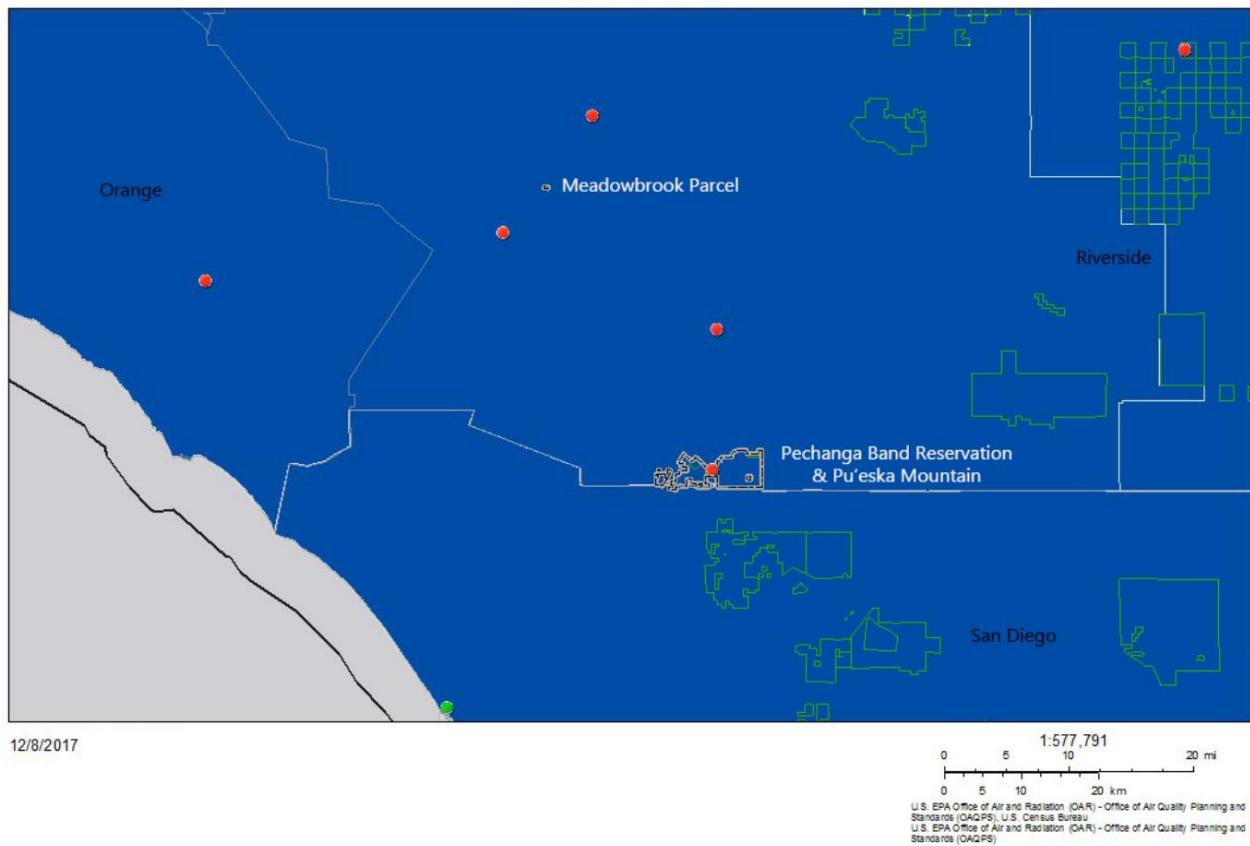 Orange
Meadowbrook Parcel
Riverside
Pechanga Band Reservation
& Pu'eska Mountain
San Diego
12/8/2017
1:577,791
0 5 10 20 mi
0 5 10 20 km
U.S. EPA Office of Air and Radiation (OAR) - Office of Air Quality Planning and
Standards (OAQPS), U.S. Census Bureau
U.S. EPA Office of Air and Radiation (OAR) - Office of Air Quality Planning and
Standards (OAQPS)